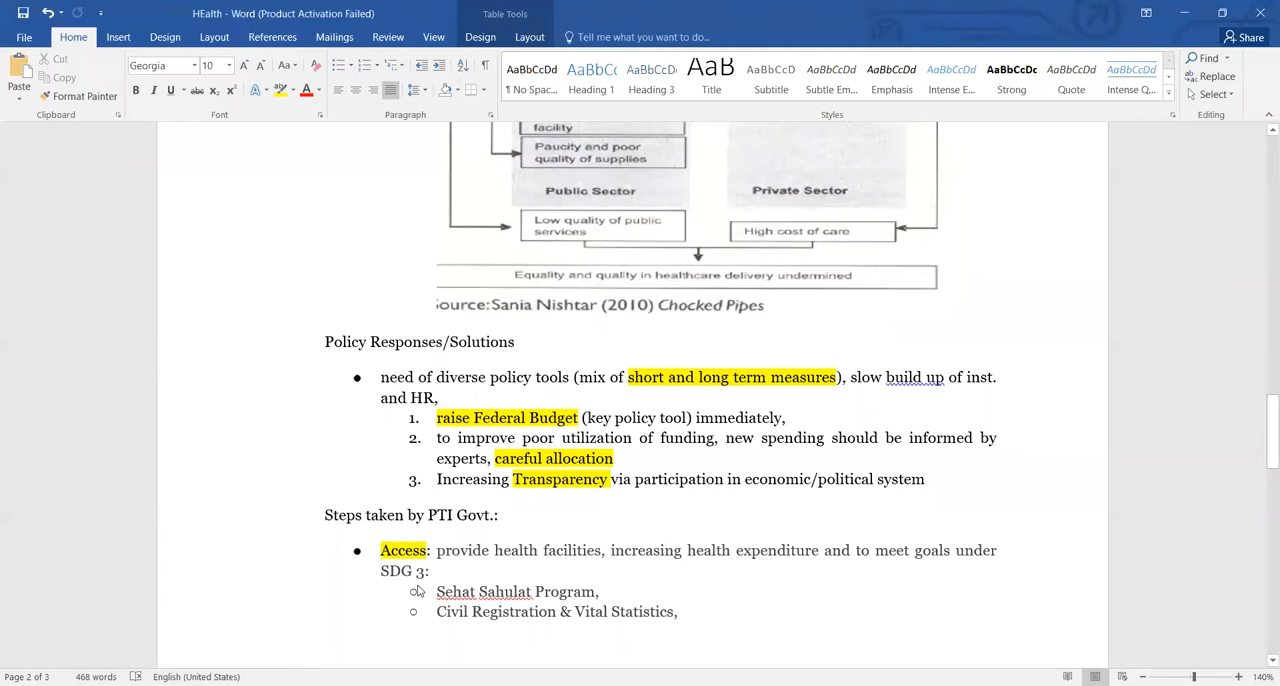 HEalth - Word (Product Activation Failed)
Table Tools
File Home Insert Design Layout References Mailings Review View Design Layout Tell me what you want to do... Share
Paste
Cut
Copy
Format Painter
Clipboard
Georgia 10
Font
Paragraph
AaBbCcDd AaBbCc AaBbCcD AaB AaBbCcD AaBbCcDd AaBbCcDd AaBbCcDd AaBbCcDc AaBbCcDd AaBbCcDd
¶ No Spac... Heading 1 Heading 3 Title Subtitle Subtle Em... Emphasis Intense E... Strong Quote Intense Q...
Styles
Find
Replace
Select
Editing
facility
Paucity and poor
quality of supplies
Public Sector
Private Sector
Low quality of public
services
High cost of care
Equality and quality in healthcare delivery undermined
ource:Sania Nishtar (2010) Chocked Pipes
Policy Responses/Solutions
● need of diverse policy tools (mix of short and long term measures), slow build up of inst.
and HR,
1. raise Federal Budget (key policy tool) immediately,
2. to improve poor utilization of funding, new spending should be informed by
experts, careful allocation
3. Increasing Transparency via participation in economic/political system
Steps taken by PTI Govt.:
● Access: provide health facilities, increasing health expenditure and to meet goals under
SDG 3:
○ Sehat Sahulat Program,
○ Civil Registration & Vital Statistics,
Page 2 of 3 468 words English (United States) 140%